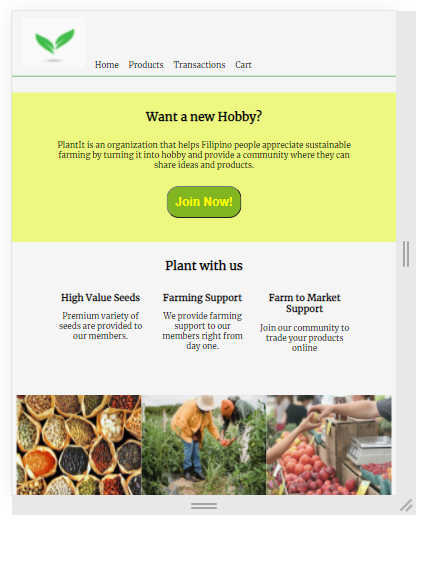 Home Products Transactions Cart
Want a new Hobby?
PlantIt is an organization that helps Filipino people appreciate sustainable
farming by turning it into hobby and provide a community where they can
share ideas and products.
Join Now!
Plant with us
High Value Seeds
Premium variety of
seeds are provided to
our members.
Farming Support
We provide farming
support to our
members right from
day one.
Farm to Market
Support
Join our community to
trade your products
online